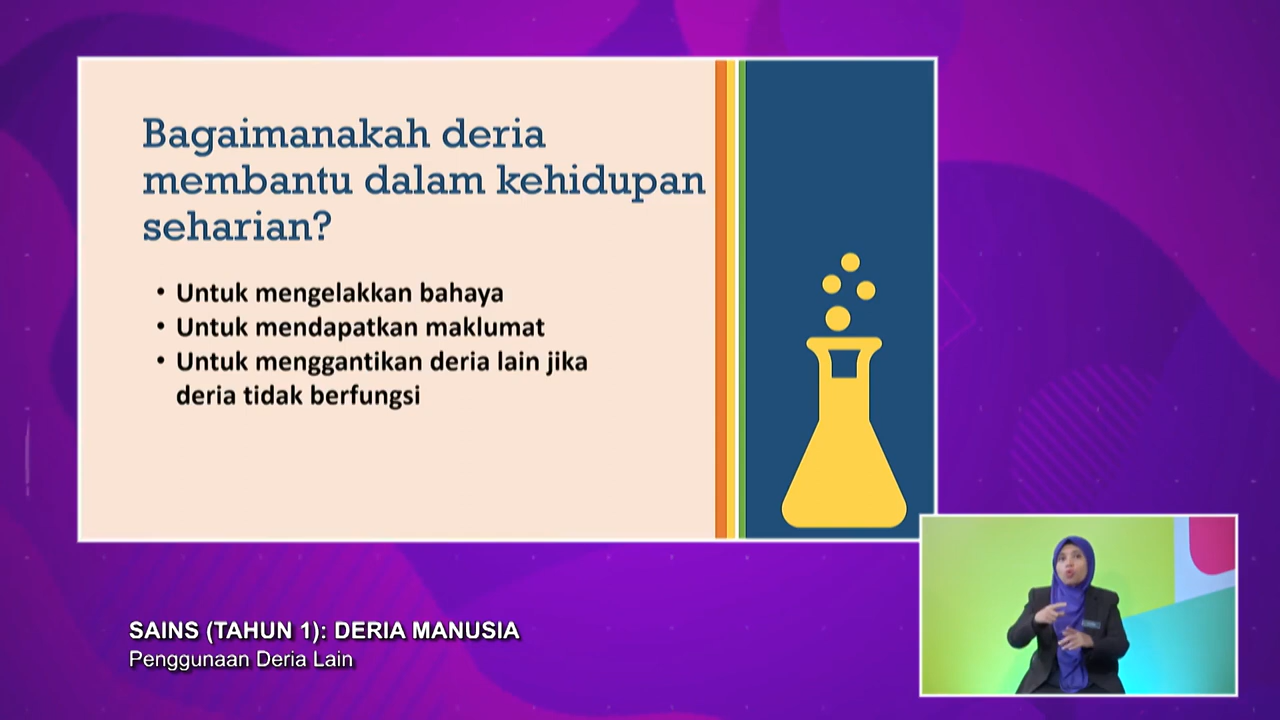 Bagaimanakah deria
membantu dalam kehidupan
seharian?
• Untuk mengelakkan bahaya
• Untuk mendapatkan maklumat
• Untuk menggantikan deria lain jika
deria tidak berfungsi
SAINS (TAHUN 1): DERIA MANUSIA
Penggunaan Deria Lain